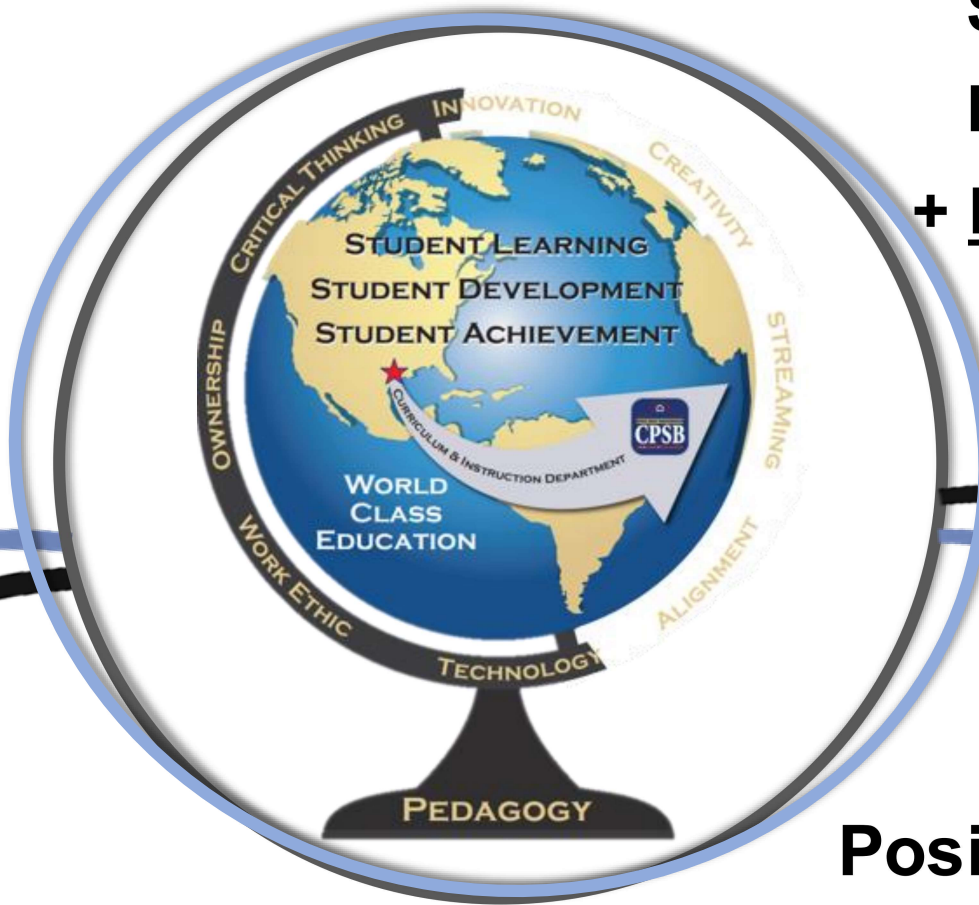 INNOVATION
CREATIVITY
STREAMING
ALIGNMENT
CRITICAL THINKING
OWNERSHIP
WORK ETHIC
TECHNOLOGY
STUDENT LEARNING
STUDENT DEVELOPMENT
STUDENT ACHIEVEMENT
CURRICULUM & INSTRUCTION DEPARTMENT
CPSB
WORLD
CLASS
EDUCATION
PEDAGOGY
+
Posi